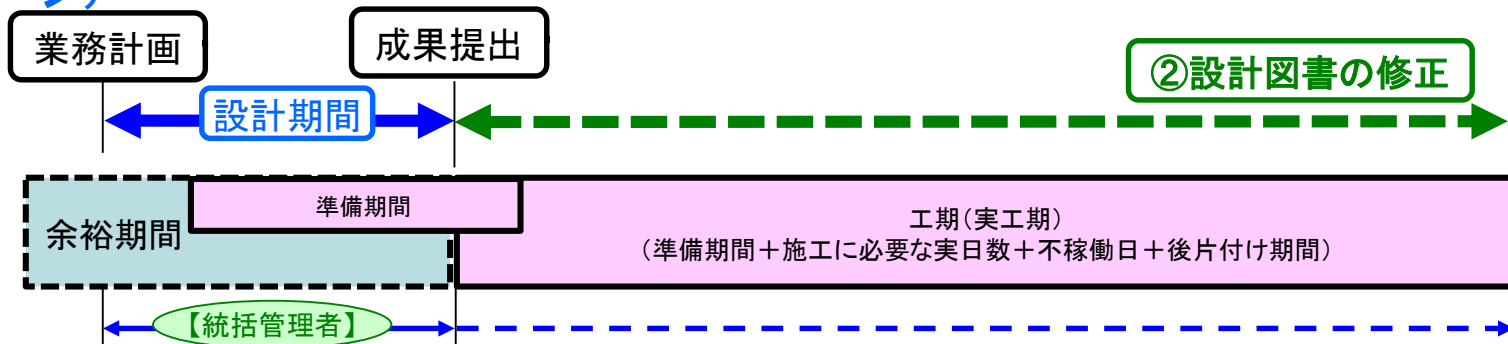 業務計画
成果提出
②設計図書の修正
設計期間
準備期間
余裕期間
工期(実工期)
(準備期間+施工に必要な実日数+不稼働日+後片付け期間)
【統括管理者】